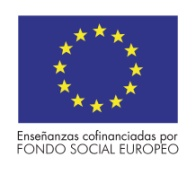 Enseñanzas cofinanciadas por
FONDO SOCIAL EUROPEO